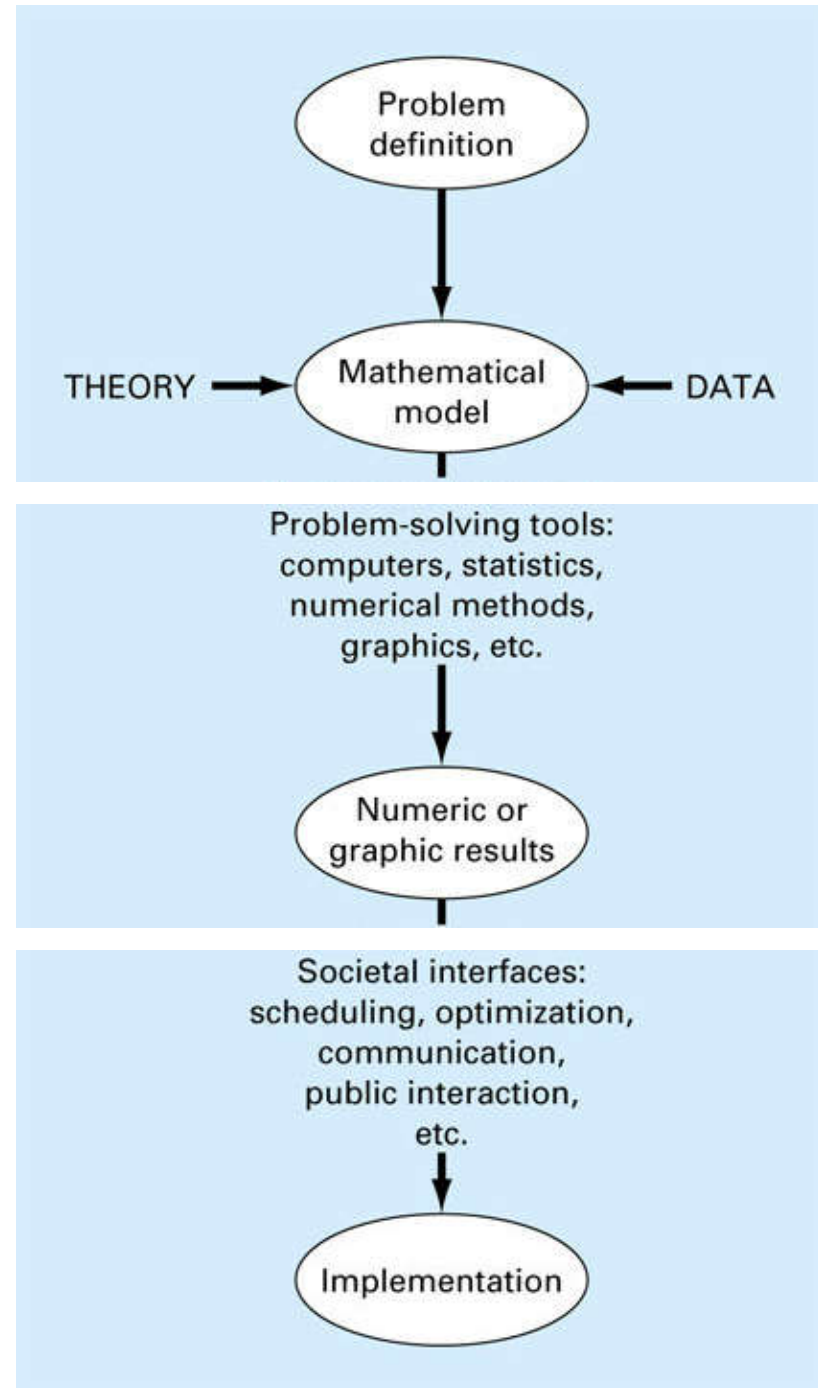 Problem
definition
THEORY
Mathematical
model
DATA
Problem-solving tools:
computers, statistics,
numerical methods,
graphics, etc.
Numeric or
graphic results
Societal interfaces:
scheduling, optimization,
communication,
public interaction,
etc.
Implementation